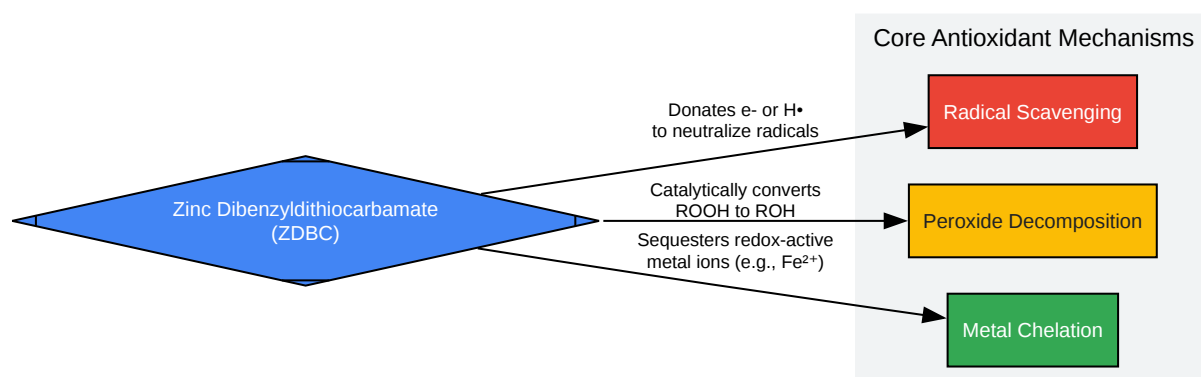 Core Antioxidant Mechanisms
Donates e- or H•
to neutralize radicals
Radical Scavenging
Zinc Dibenzyldithiocarbamate
(ZDBC)
Catalytically converts
ROOH to ROH
Peroxide Decomposition
Sequesters redox-active
metal ions (e.g., Fe²⁺)
Metal Chelation